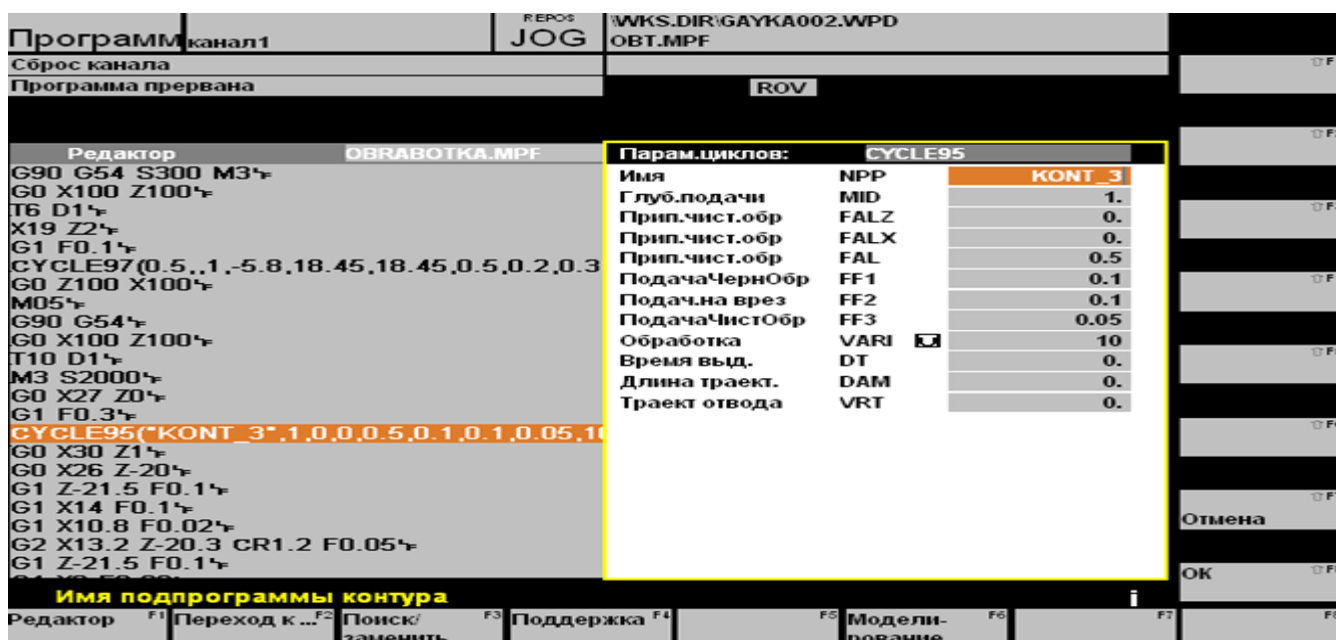 Программ канал1 REPOS JOG \WKS.DIR\GAYKA002.WPD
OBT.MPF
Сброс канала
Программа прервана ROV
Редактор OBRABOTKA.MPF
G90 G54 S300 M3
G0 X100 Z100
T6 D1
X19 Z2
G1 F0.1
CYCLE97(0.5,,1,-5.8,18.45,18.45,0.5,0.2,0.3
G0 Z100 X100
M05
G90 G54
G0 X100 Z100
T10 D1
M3 S2000
G0 X27 Z0
G1 F0.3
CYCLE95("KONT_3",1,0,0,0.5,0.1,0.1,0.05,10
G0 X30 Z1
G0 X26 Z-20
G1 Z-21.5 F0.1
G1 X14 F0.1
G1 X10.8 F0.02
G2 X13.2 Z-20.3 CR1.2 F0.05
G1 Z-21.5 F0.1
Парам.циклов: CYCLE95
Имя NPP KONT_3
Глуб.подачи MID 1.
Прип.чист.обр FALZ 0.
Прип.чист.обр FALX 0.
Прип.чист.обр FAL 0.5
ПодачаЧернОбр FF1 0.1
Подач.на врез FF2 0.1
ПодачаЧистОбр FF3 0.05
Обработка VARI 10
Время выд. DT 0.
Длина траект. DAM 0.
Траект отвода VRT 0.
Отмена
OK
Имя подпрограммы контура i
Редактор F1 Переход к ... F2 Поиск/ F3 Поддержка F4 F5 Модели- F6 F7
заменить рование